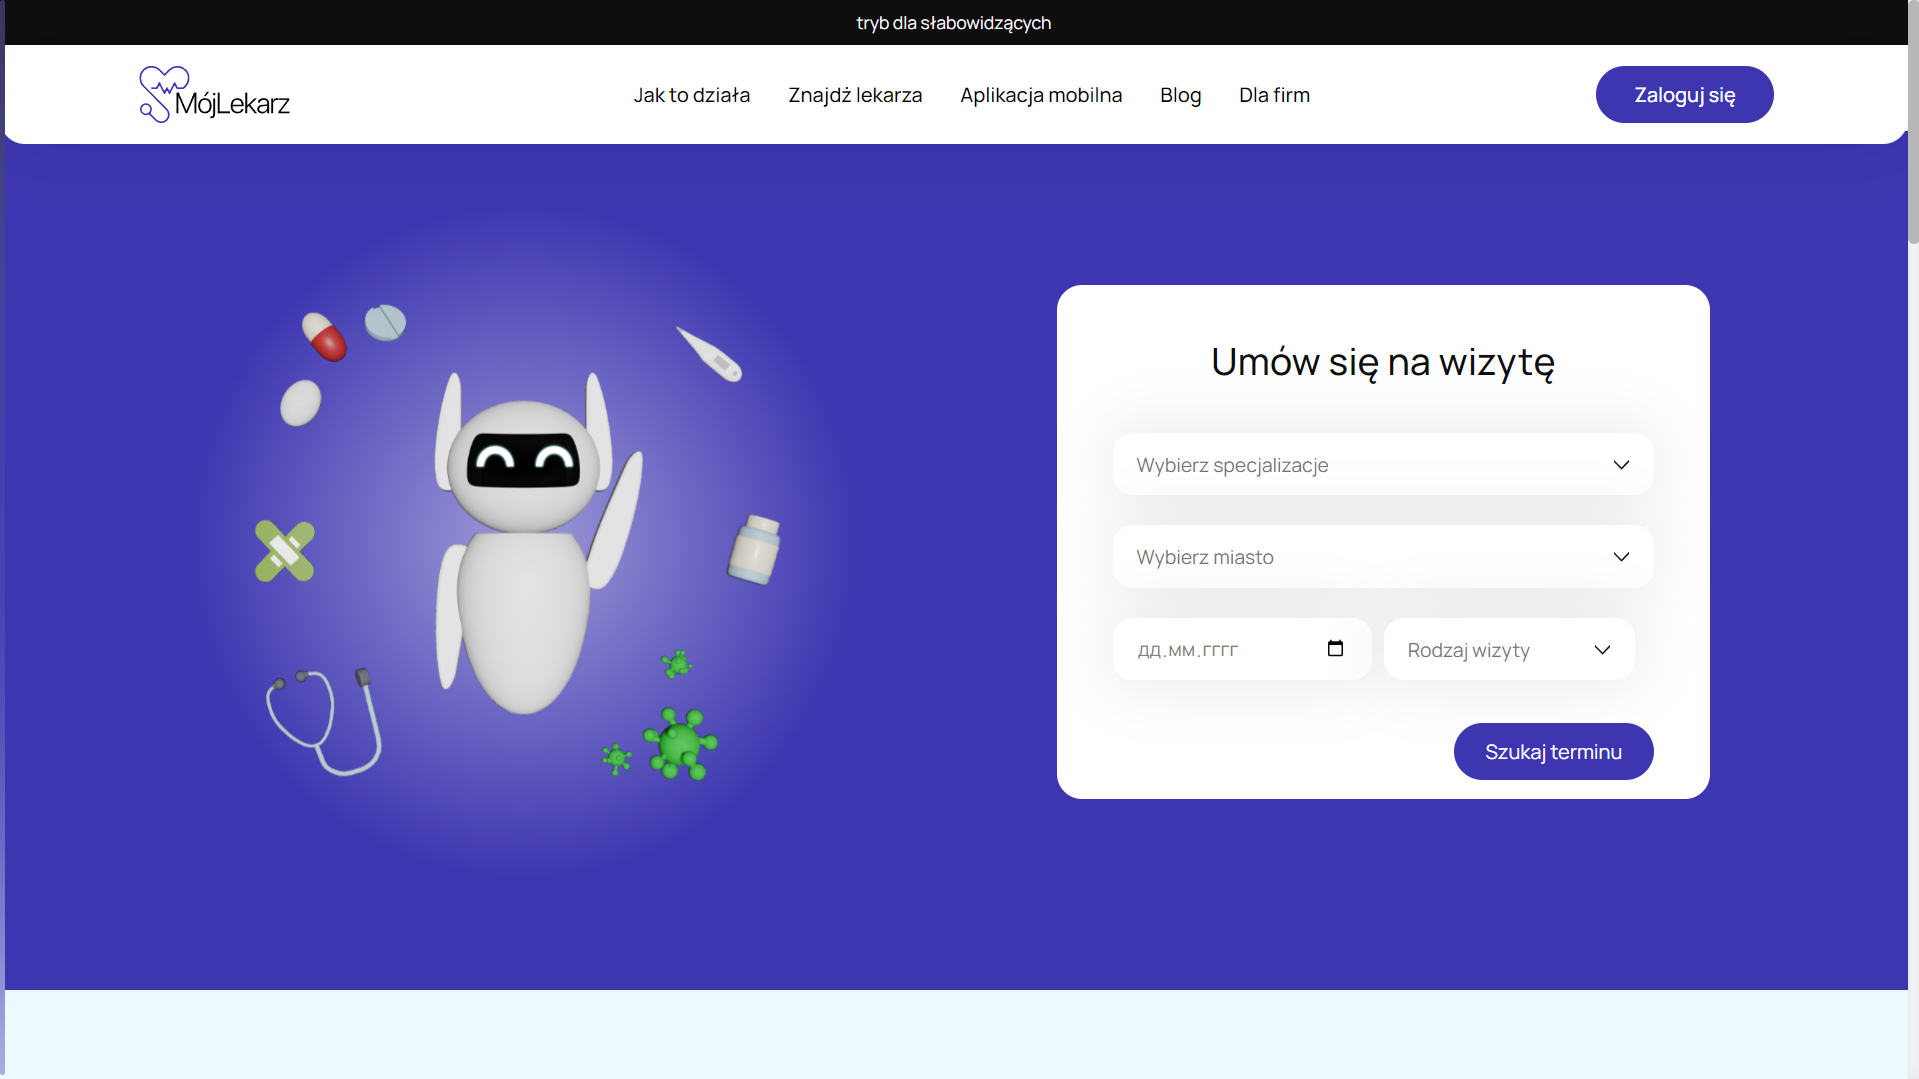 tryb dla słabowidzących
MójLekarz
Jak to działa
Znajdż lekarza
Aplikacja mobilna
Blog
Dla firm
Zaloguj się
Umów się na wizytę
Wybierz specjalizacje
Wybierz miasto
дд.мм.гггг
Rodzaj wizyty
Szukaj terminu